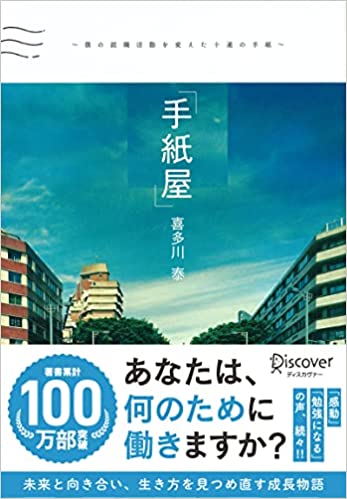 ～僕の就職活動を変えた十通の手紙～
「手紙屋」
喜多川 泰
著書累計
100
万部突破
あなたは、
何のために
働きますか?
Discover
ディスカヴァー
「感動」
「勉強になる」
の声、続々!!
未来と向き合い、生き方を見つめ直す成長物語